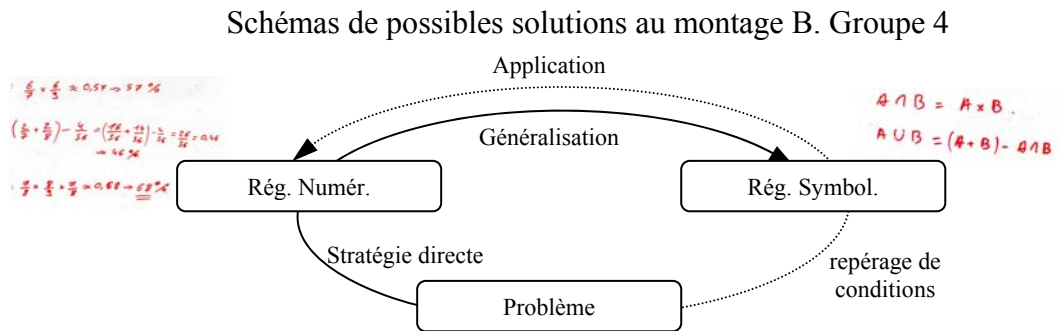 Schémas de possibles solutions au montage B. Groupe 4
Application
Généralisation
A ∩ B = A × B.
A ∪ B = (A + B) - A ∩ B
→ 46 %
Rég. Numér.
Rég. Symbol.
Stratégie directe
repérage de
conditions
Problème